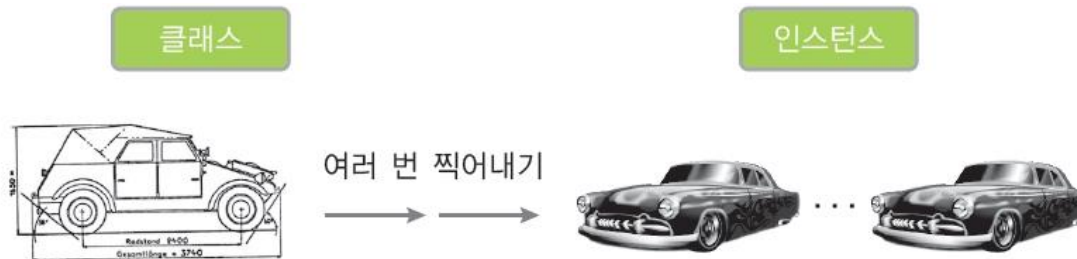 클래스
인스턴스
여러 번 찍어내기
...
Radstand 2400
Gesamtlänge = 3740